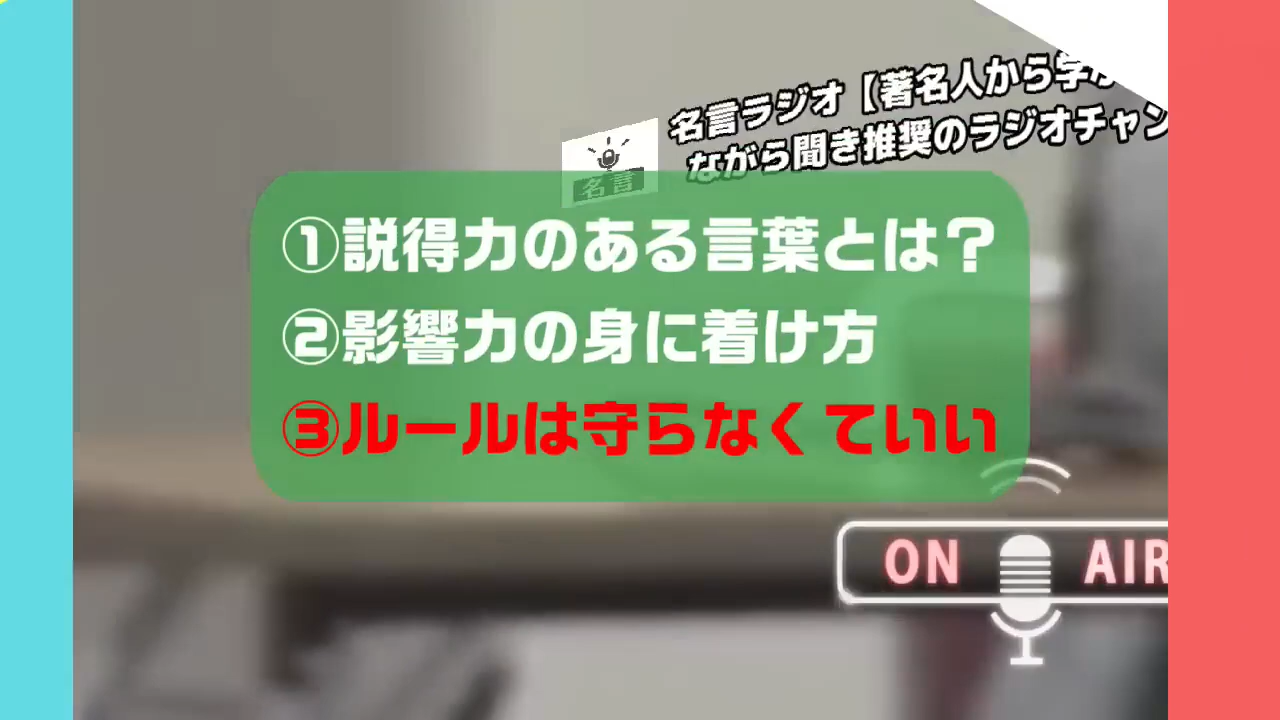 名言ラジオ【著名人から学
ながら聞き推奨のラジオチャン
名言
①説得力のある言葉とは？
②影響力の身に着け方
③ルールは守らなくていい
ON AIR